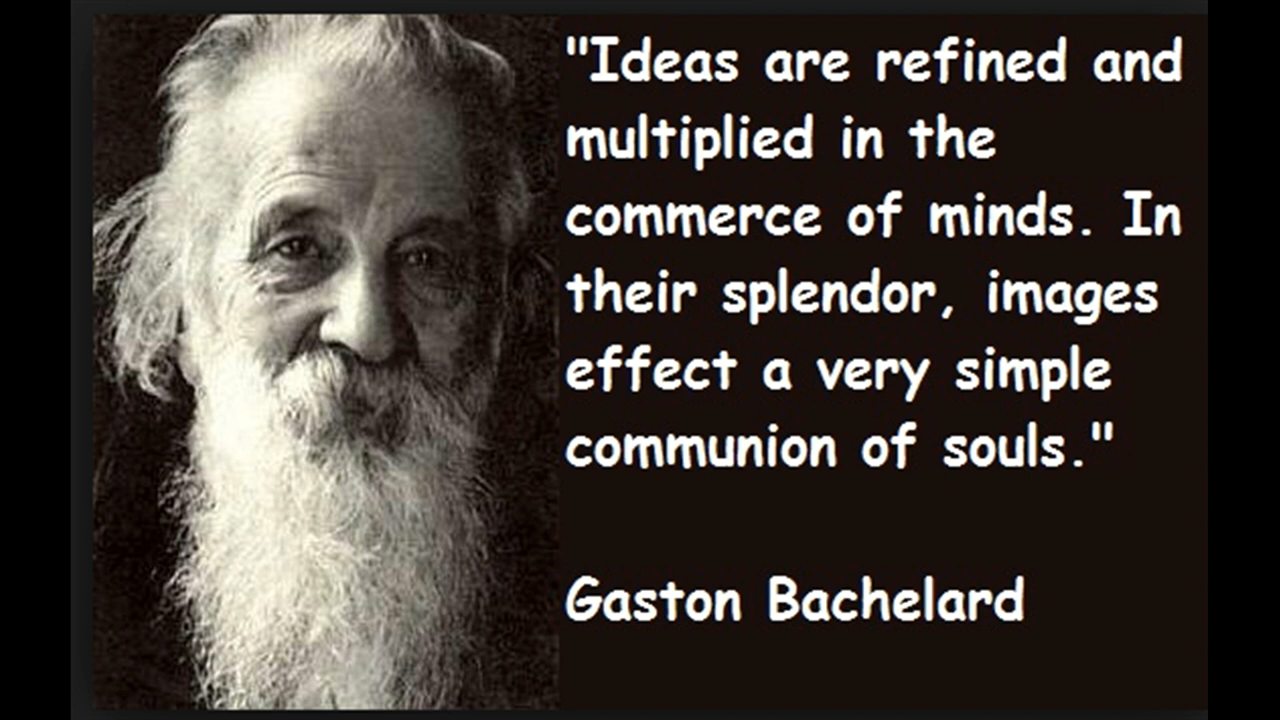 "Ideas are refined and
multiplied in the
commerce of minds. In
their splendor, images
effect a very simple
communion of souls."
Gaston Bachelard